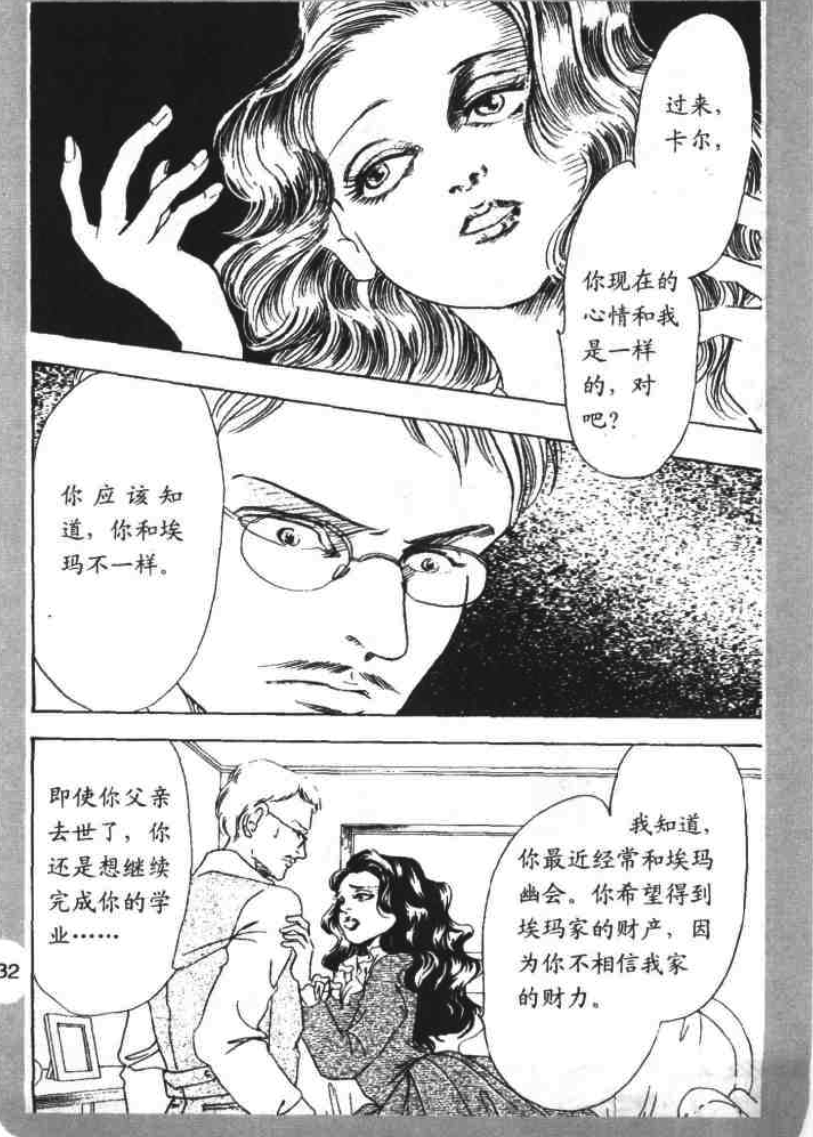 过来，
卡尔，
你现在的
心情和我
是一样
的，对
吧？
你应该知
道，你和埃
玛不一样。
我知道，
你最近经常和埃玛
幽会。你希望得到
埃玛家的财产，因
为你不相信我家
的财力。
即使你父亲
去世了，你
还是想继续
完成你的学
业……
32